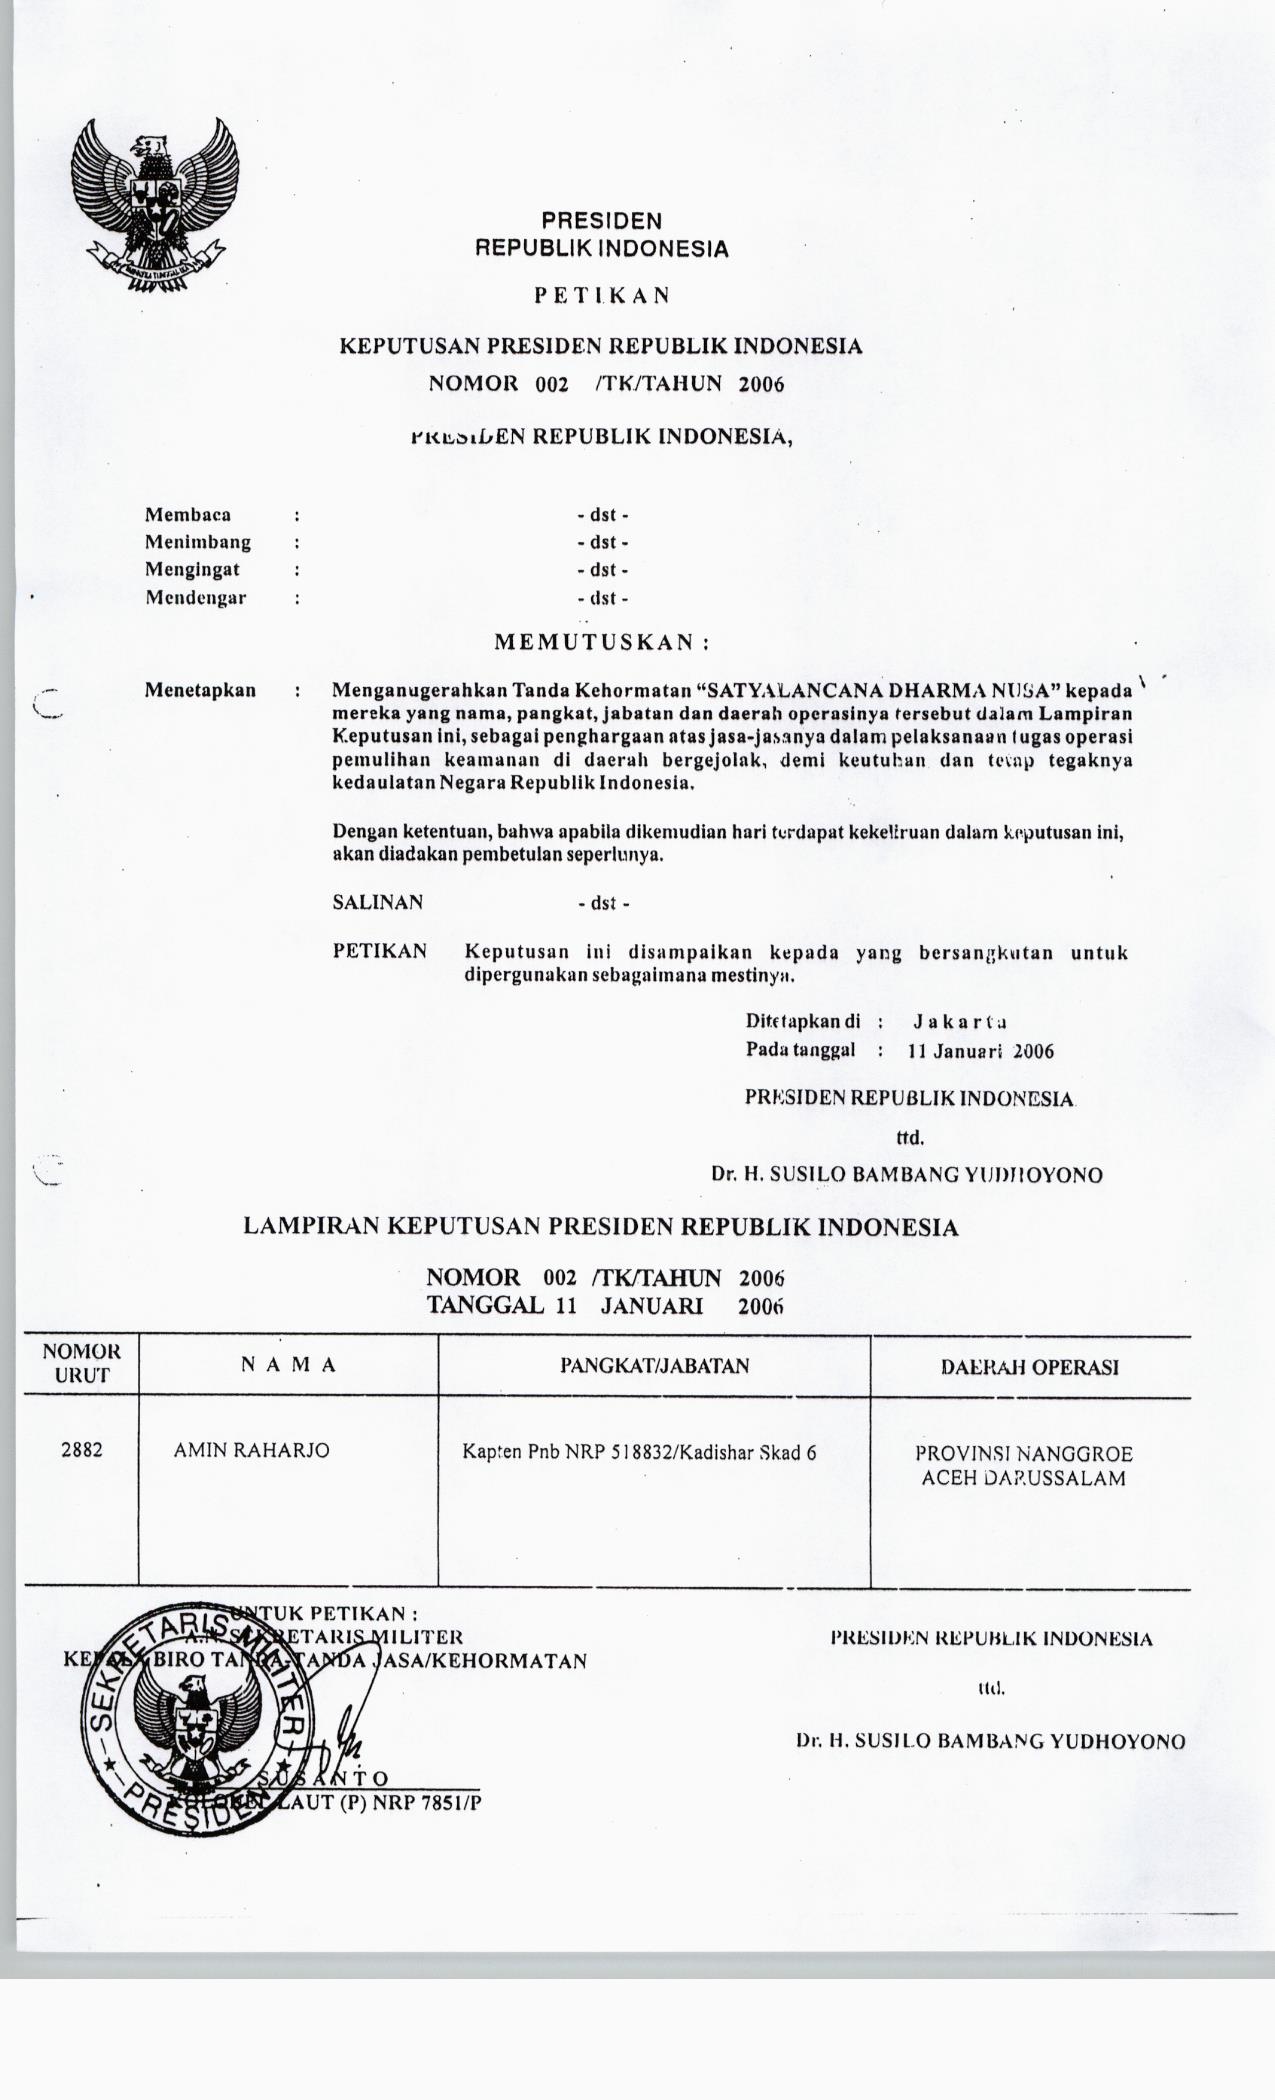 PRESIDEN
REPUBLIK INDONESIA
PETIKAN
KEPUTUSAN PRESIDEN REPUBLIK INDONESIA
NOMOR 002 /TK/TAHUN 2006
PRESIDEN REPUBLIK INDONESIA,
Membaca : - dst -
Menimbang : - dst -
Mengingat : - dst -
Mendengar : - dst -
MEMUTUSKAN :
Menetapkan : Menganugerahkan Tanda Kehormatan “SATYALANCANA DHARMA NUSA” kepada
mereka yang nama, pangkat, jabatan dan daerah operasinya tersebut dalam Lampiran
Keputusan ini, sebagai penghargaan atas jasa-jasanya dalam pelaksanaan tugas operasi
pemulihan keamanan di daerah bergejolak, demi keutuhan dan tetap tegaknya
kedaulatan Negara Republik Indonesia.
Dengan ketentuan, bahwa apabila dikemudian hari terdapat kekeliruan dalam keputusan ini,
akan diadakan pembetulan seperlunya.
SALINAN - dst -
PETIKAN Keputusan ini disampaikan kepada yang bersangkutan untuk
dipergunakan sebagaimana mestinya.
Ditetapkan di : Jakarta
Pada tanggal : 11 Januari 2006
PRESIDEN REPUBLIK INDONESIA
ttd.
Dr. H. SUSILO BAMBANG YUDHOYONO
LAMPIRAN KEPUTUSAN PRESIDEN REPUBLIK INDONESIA
NOMOR 002 /TK/TAHUN 2006
TANGGAL 11 JANUARI 2006
NOMOR
URUT
NAMA
PANGKAT/JABATAN
DAERAH OPERASI
2882
AMIN RAHARJO
Kapten Pnb NRP 518832/Kadishar Skad 6
PROVINSI NANGGROE
ACEH DARUSSALAM
UNTUK PETIKAN :
A.N. SEKRETARIS MILITER
KEPALA BIRO TANDA-TANDA JASA/KEHORMATAN
SEKRETARIS MILITER
PRESIDEN
SUSANTO
KOLONEL LAUT (P) NRP 7851/P
PRESIDEN REPUBLIK INDONESIA
ttd.
Dr. H. SUSILO BAMBANG YUDHOYONO